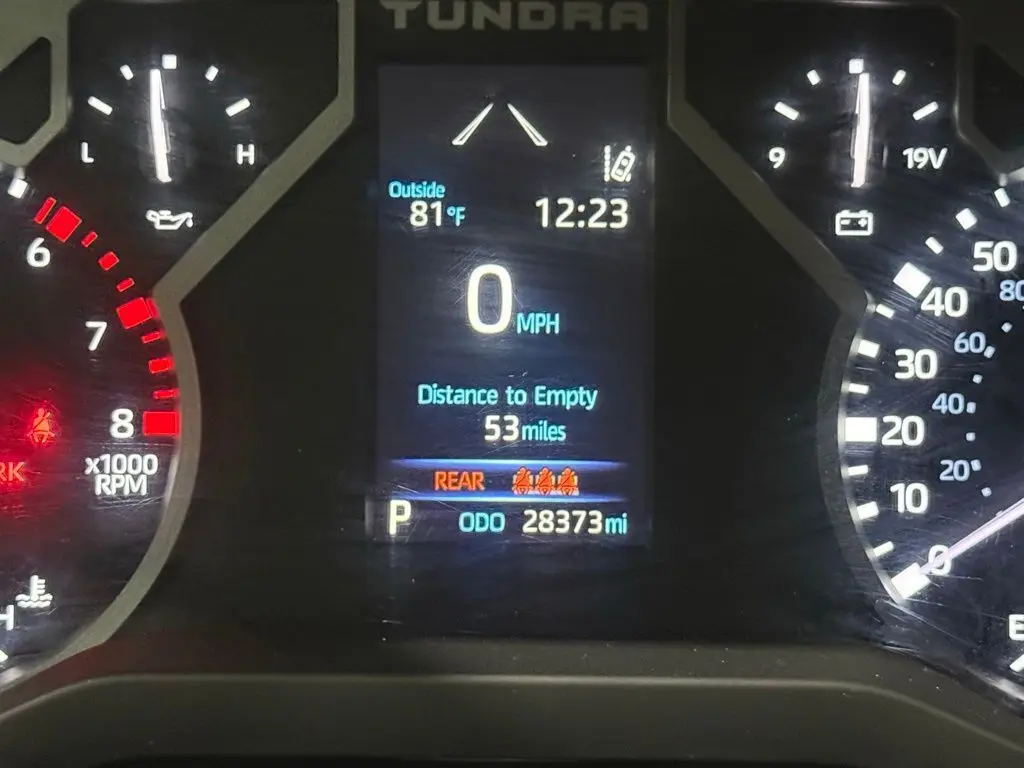 TUNDRA
L H
9 19V
Outside
81°F 12:23
0 MPH
Distance to Empty
53 miles
REAR
P ODO 28373 mi
6
7
8
x1000
RPM
RK
H
50
40
30
20
10
0
80
60
40
20
E